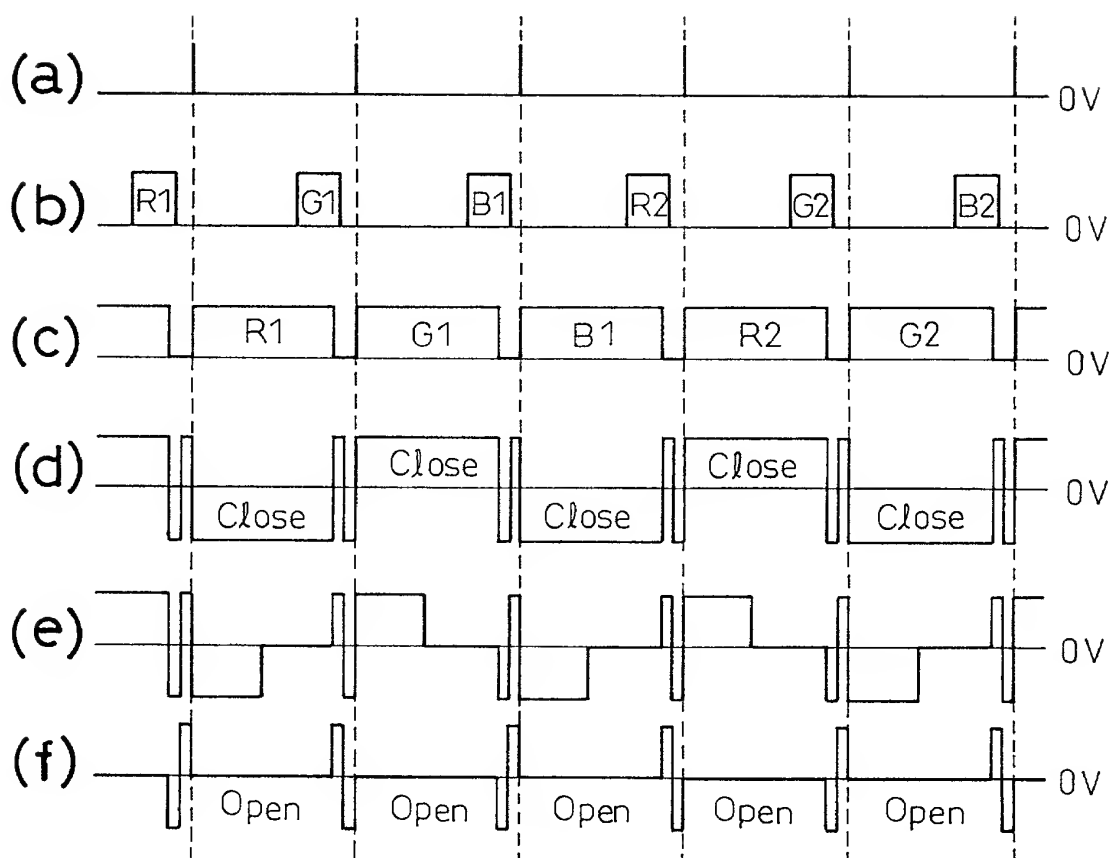 (a) 0V
(b) R1 G1 B1 R2 G2 B2 0V
(c) R1 G1 B1 R2 G2 0V
(d) Close Close Close Close Close 0V
(e) 0V
(f) Open Open Open Open Open 0V